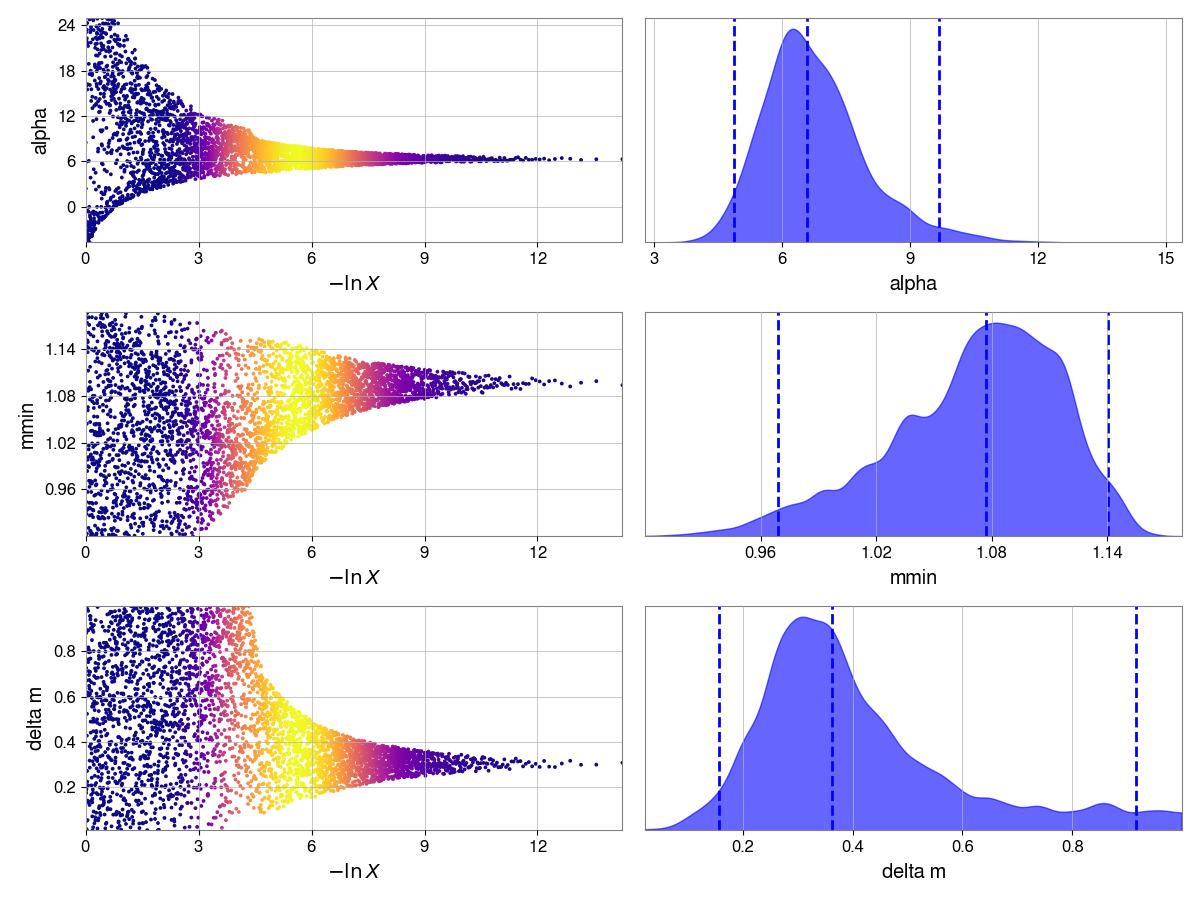 24
18
12
6
0
alpha
0 3 6 9 12
−ln X
3 6 9 12 15
alpha
1.14
1.08
1.02
0.96
mmin
0 3 6 9 12
−ln X
0.96 1.02 1.08 1.14
mmin
0.8
0.6
0.4
0.2
delta m
0 3 6 9 12
−ln X
0.2 0.4 0.6 0.8
delta m